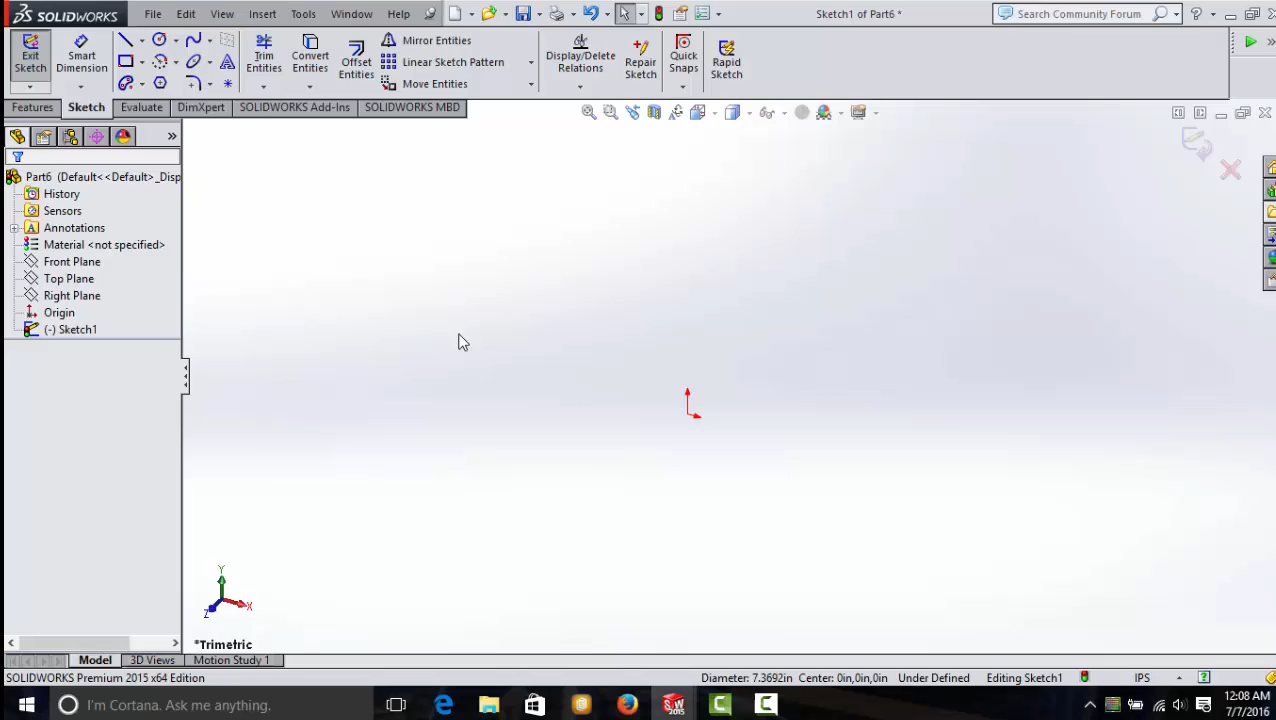 SOLIDWORKS File Edit View Insert Tools Window Help Sketch1 of Part6 * Search Community Forum
Exit Sketch
Smart Dimension
Trim Entities
Convert Entities
Offset Entities
Mirror Entities
Linear Sketch Pattern
Move Entities
Display/Delete Relations
Repair Sketch
Quick Snaps
Rapid Sketch
Features Sketch Evaluate DimXpert SOLIDWORKS Add-Ins SOLIDWORKS MBD
Part6 (Default<<Default>_Disp
History
Sensors
Annotations
Material <not specified>
Front Plane
Top Plane
Right Plane
Origin
(-) Sketch1
Y
X
Z
*Trimetric
Model 3D Views Motion Study 1
SOLIDWORKS Premium 2015 x64 Edition Diameter: 7.3692in Center: 0in,0in,0in Under Defined Editing Sketch1 IPS
I'm Cortana. Ask me anything. 12:08 AM
7/7/2016